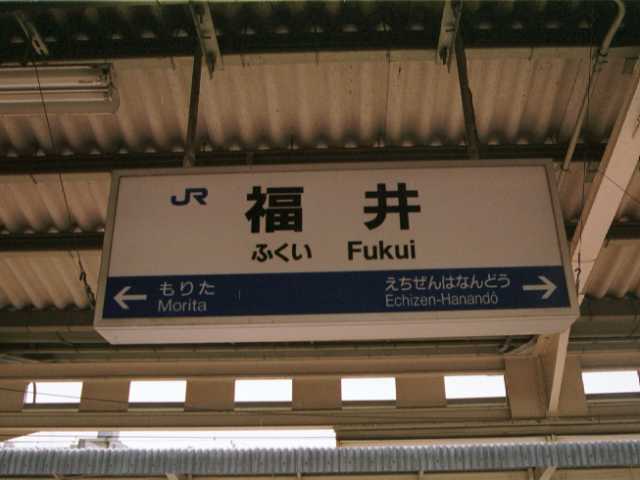 JR 福井
ふくい Fukui
← もりた えちぜんはなんどう →
Morita Echizen-Hanandō